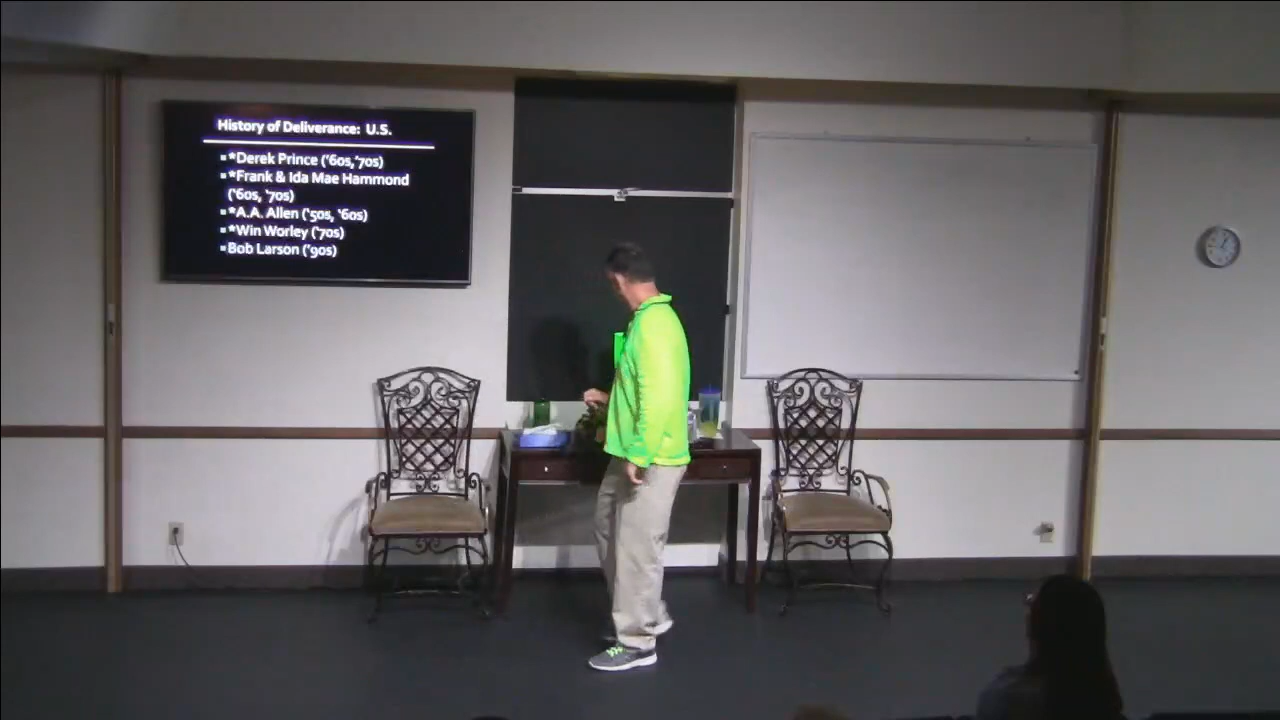 History of Deliverance: U.S.
▪*Derek Prince ('60s,'70s)
▪*Frank & Ida Mae Hammond
('60s, '70s)
▪*A.A. Allen ('50s, '60s)
▪*Win Worley ('70s)
▪Bob Larson ('90s)